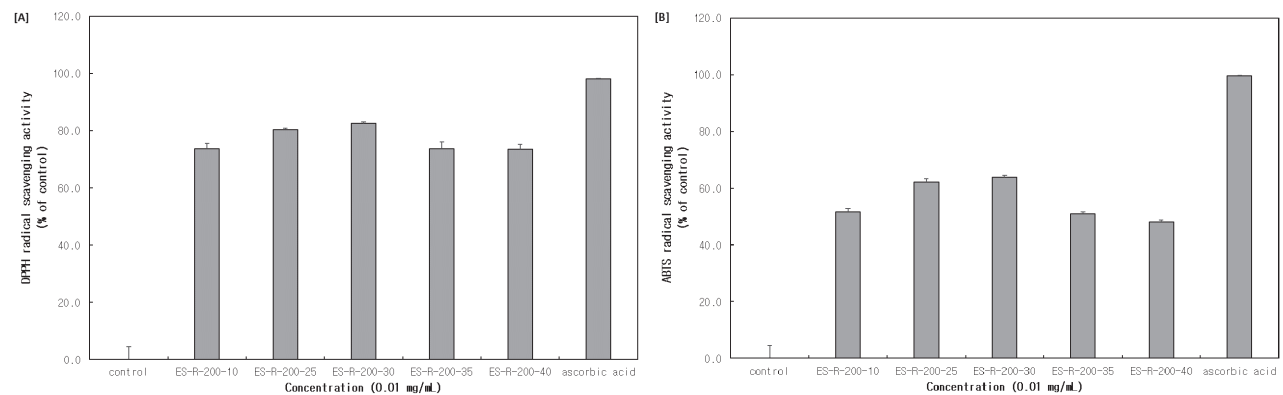 [A]
DPPH radical scavenging activity
(% of control)
120.0
100.0
80.0
60.0
40.0
20.0
0.0
control ES-R-200-10 ES-R-200-25 ES-R-200-30 ES-R-200-35 ES-R-200-40 ascorbic acid
Concentration (0.01 mg/mL)
[B]
ABTS radical scavenging activity
(% of control)
120.0
100.0
80.0
60.0
40.0
20.0
0.0
control ES-R-200-10 ES-R-200-25 ES-R-200-30 ES-R-200-35 ES-R-200-40 ascorbic acid
Concentration (0.01 mg/mL)